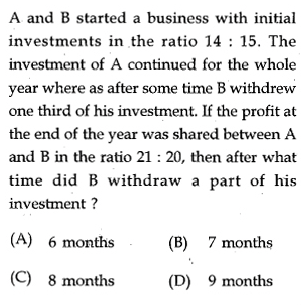 A and B started a business with initial
investments in the ratio 14 : 15. The
investment of A continued for the whole
year where as after some time B withdrew
one third of his investment. If the profit at
the end of the year was shared between A
and B in the ratio 21 : 20, then after what
time did B withdraw a part of his
investment ?
(A) 6 months (B) 7 months
(C) 8 months (D) 9 months